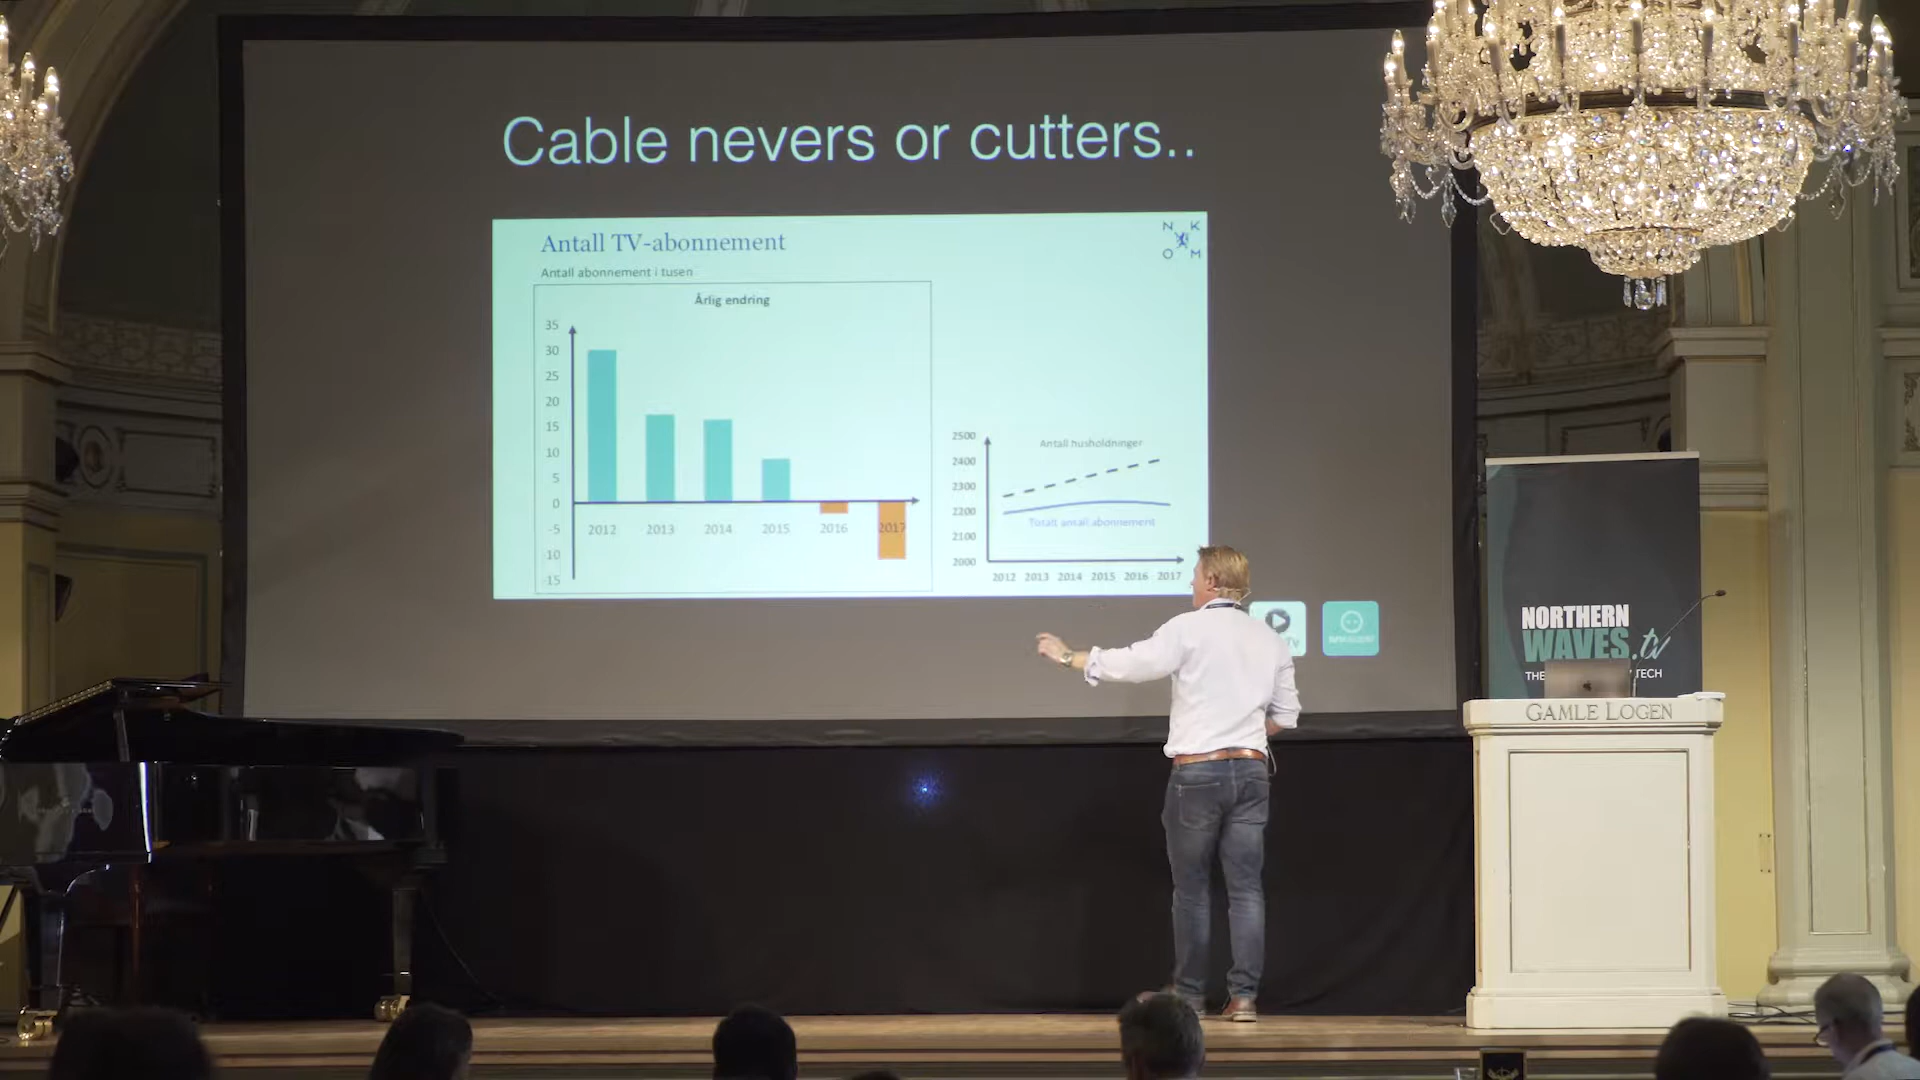 Cable nevers or cutters..
Antall TV-abonnement
N K
O M
Antall abonnement i tusen
Årlig endring
35
30
25
20
15
10
5
0
-5
10
15
2012 2013 2014 2015 2016 2017
2500
2400
2300
2200
2100
2000
Antall husholdninger
Totalt antall abonnement
2012 2013 2014 2015 2016 2017
Tv
NORTHERN
WAVES.tv
THE
TECH
GAMLE LOGEN